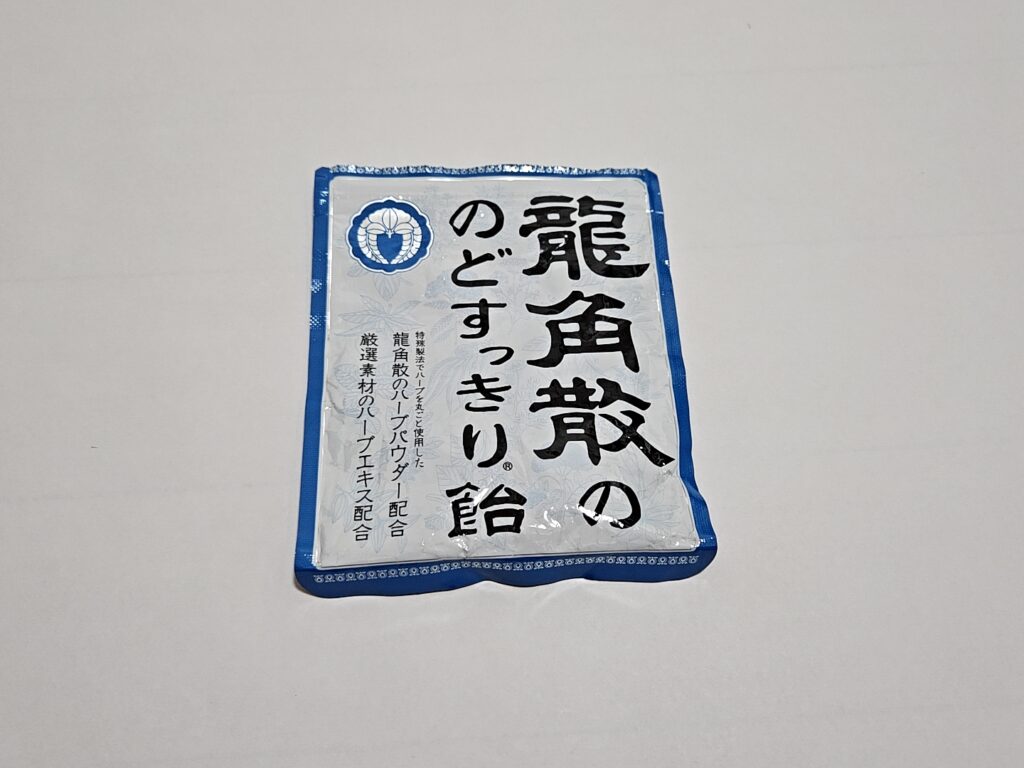 龍角散の
のどすっきり®飴
特殊製法でハーブを丸ごと使用した
龍角散のハーブパウダー配合
厳選素材のハーブエキス配合